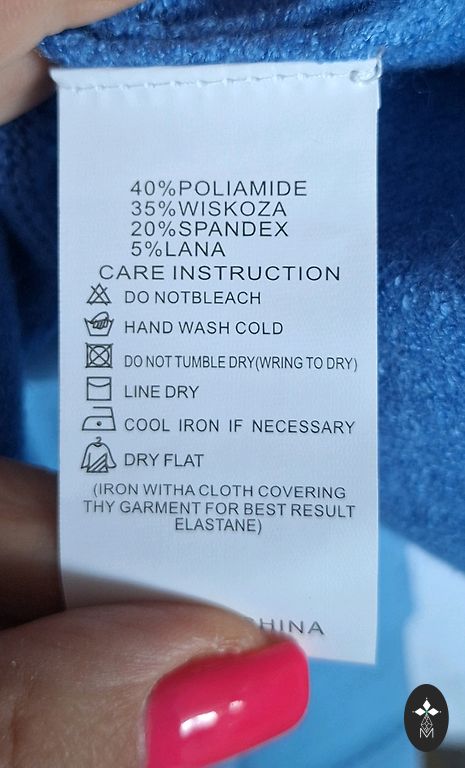 40%POLIAMIDE
35%WISKOZA
20%SPANDEX
5%LANA
CARE INSTRUCTION
DO NOTBLEACH
HAND WASH COLD
DO NOT TUMBLE DRY(WRING TO DRY)
LINE DRY
COOL IRON IF NECESSARY
DRY FLAT
(IRON WITHA CLOTH COVERING
THY GARMENT FOR BEST RESULT
ELASTANE)
CHINA
M